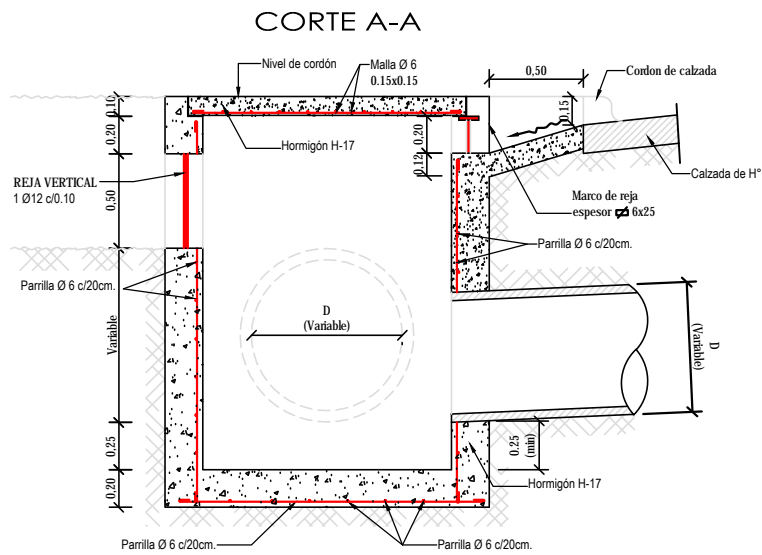 CORTE A-A
Nivel de cordón
Malla Ø 6
0.15x0.15
0,50
Cordon de calzada
0.10
0.15
0.20
0.20
Hormigón H-17
0.12
Calzada de Hº
REJA VERTICAL
1 Ø12 c/0.10
0.50
Marco de reja
espesor 6x25
Parrilla Ø 6 c/20cm.
Parrilla Ø 6 c/20cm.
D
(Variable)
Variable
D
(Variable)
0.25
0.25
(min)
0.20
Hormigón H-17
Parrilla Ø 6 c/20cm.
Parrilla Ø 6 c/20cm.